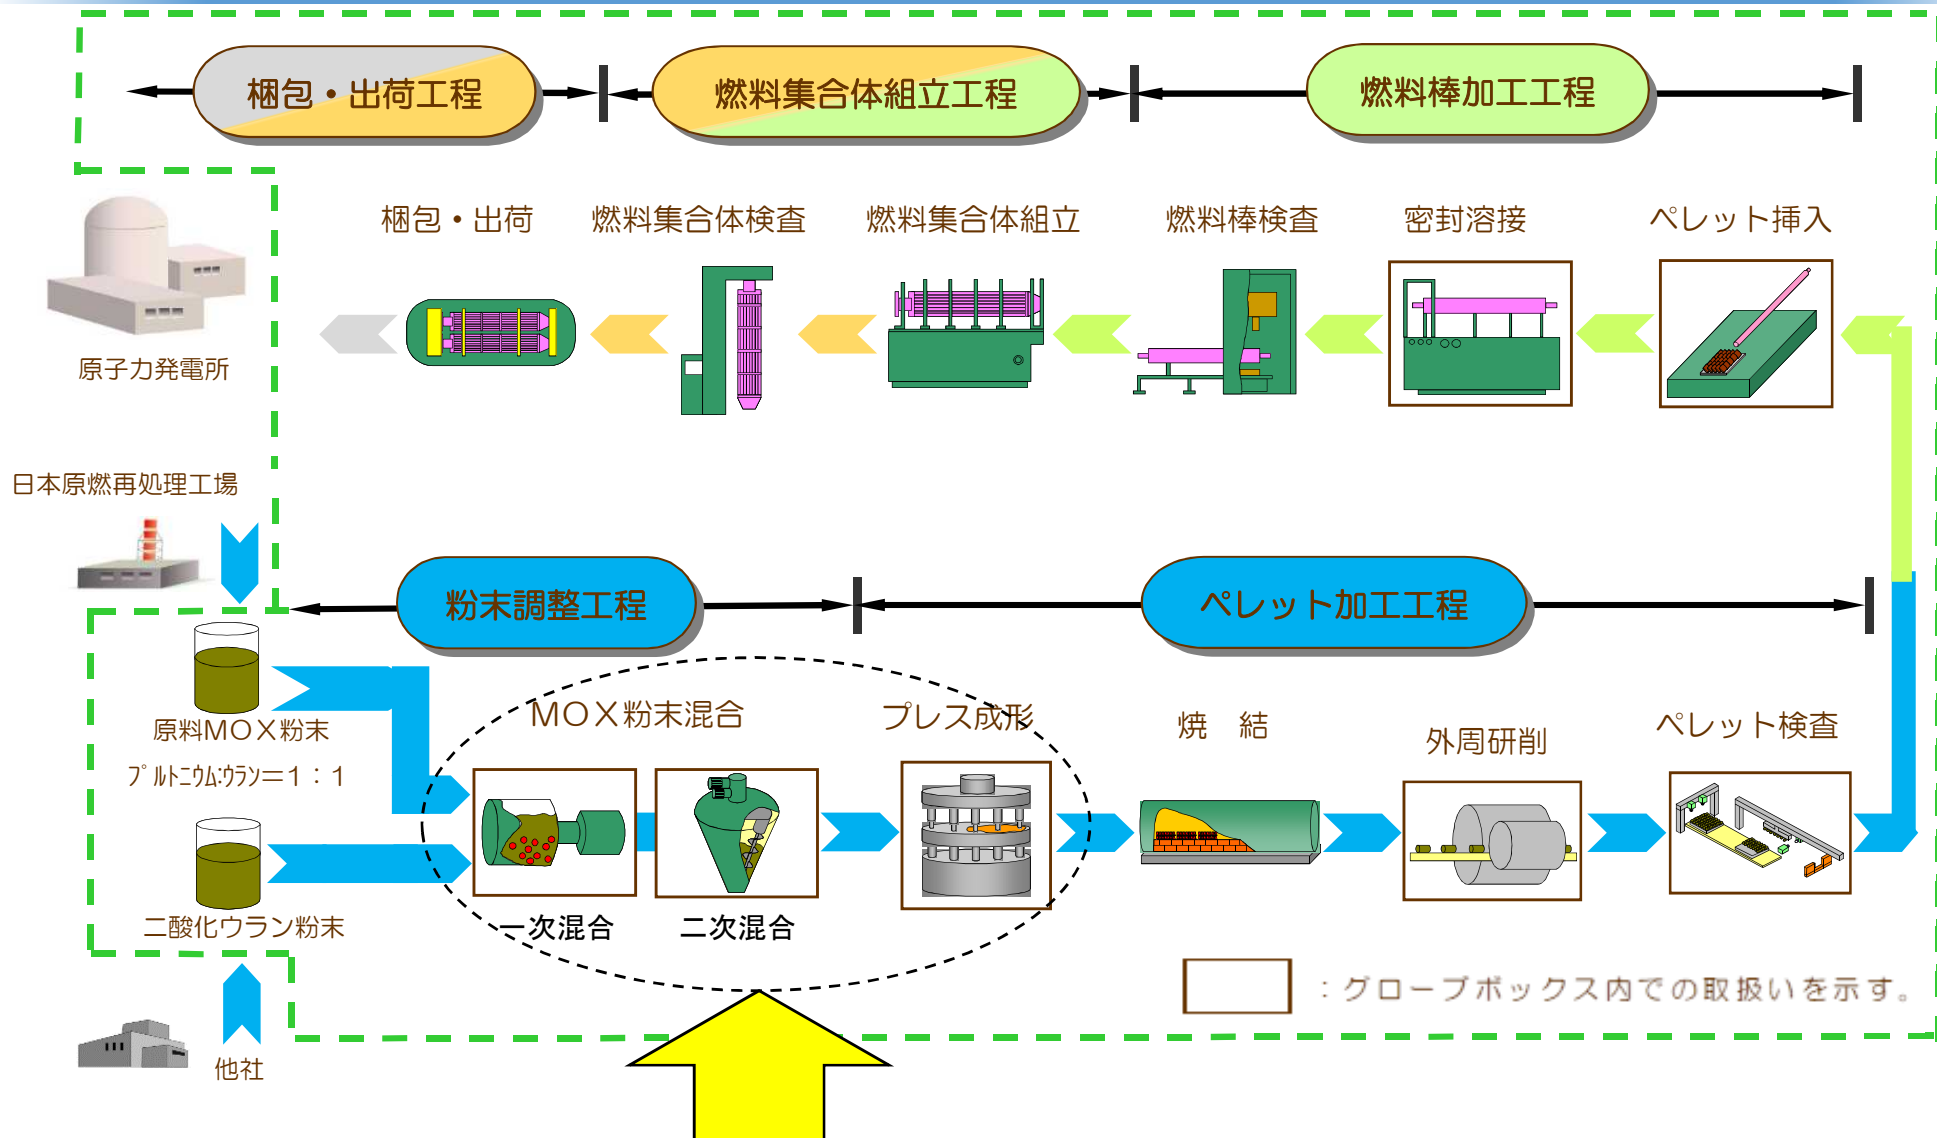 梱包・出荷工程
燃料集合体組立工程
燃料棒加工工程
梱包・出荷
燃料集合体検査
燃料集合体組立
燃料棒検査
密封溶接
ペレット挿入
原子力発電所
日本原燃再処理工場
粉末調整工程
ペレット加工工程
MOX粉末混合
プレス成形
焼 結
外周研削
ペレット検査
原料MOX粉末
プルトニウム:ウラン=1:1
二酸化ウラン粉末
一次混合
二次混合
:グローブボックス内での取扱いを示す。
他社